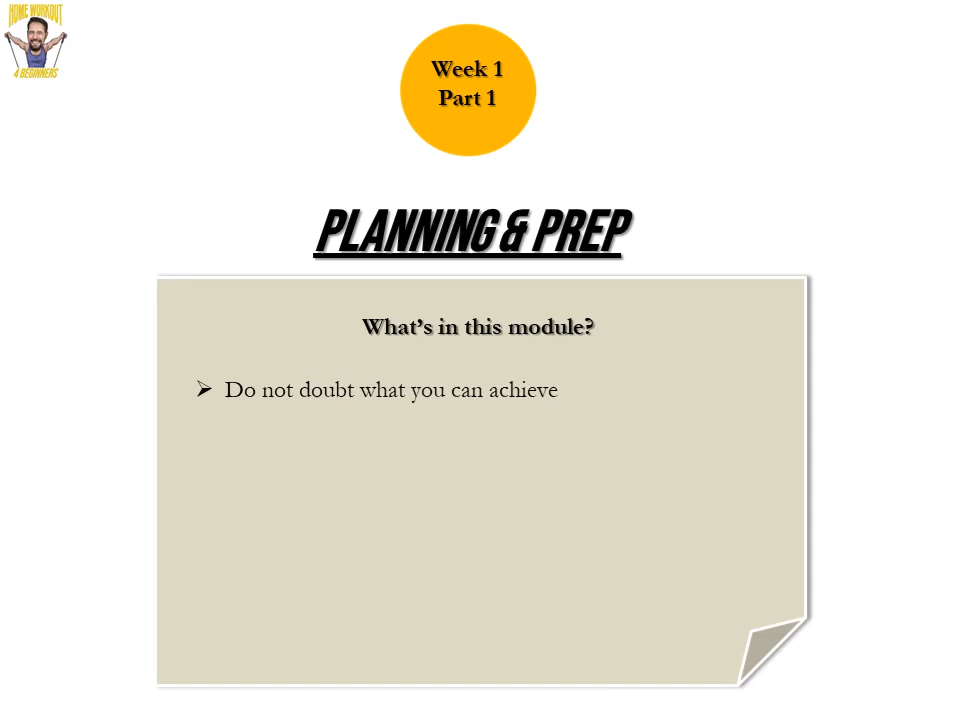 HOME WORKOUT
4 BEGINNERS
Week 1
Part 1
PLANNING & PREP
What’s in this module?
➢ Do not doubt what you can achieve